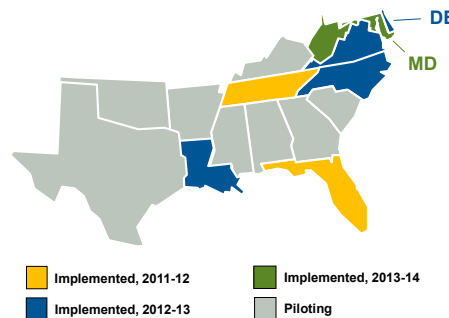 DE
MD
Implemented, 2011-12
Implemented, 2013-14
Implemented, 2012-13
Piloting